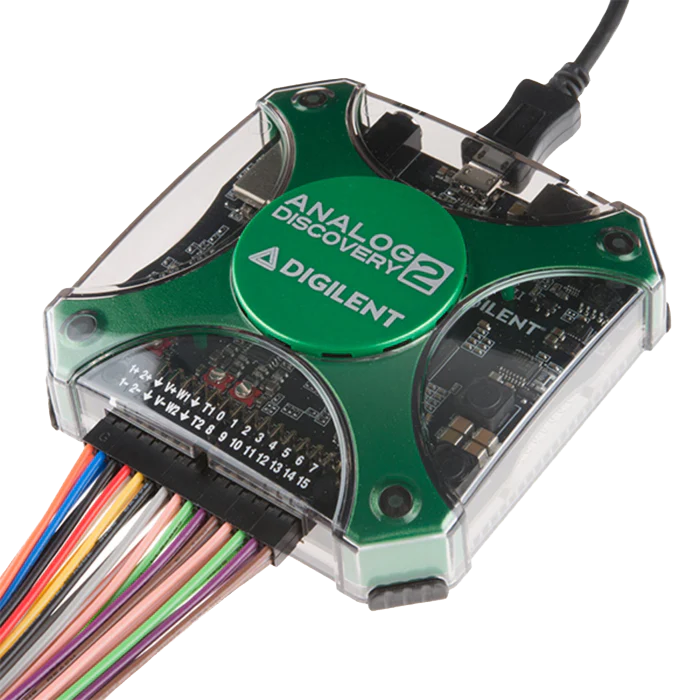 ANALOG
DISCOVERY 2
DIGILENT
DIGILENT
1+ 2+ ↓ V+ W1 ↓ T1 0 1 2 3 4 5 6 7
1- 2- ↓ V- W2 ↓ T2 8 9 10 11 12 13 14 15